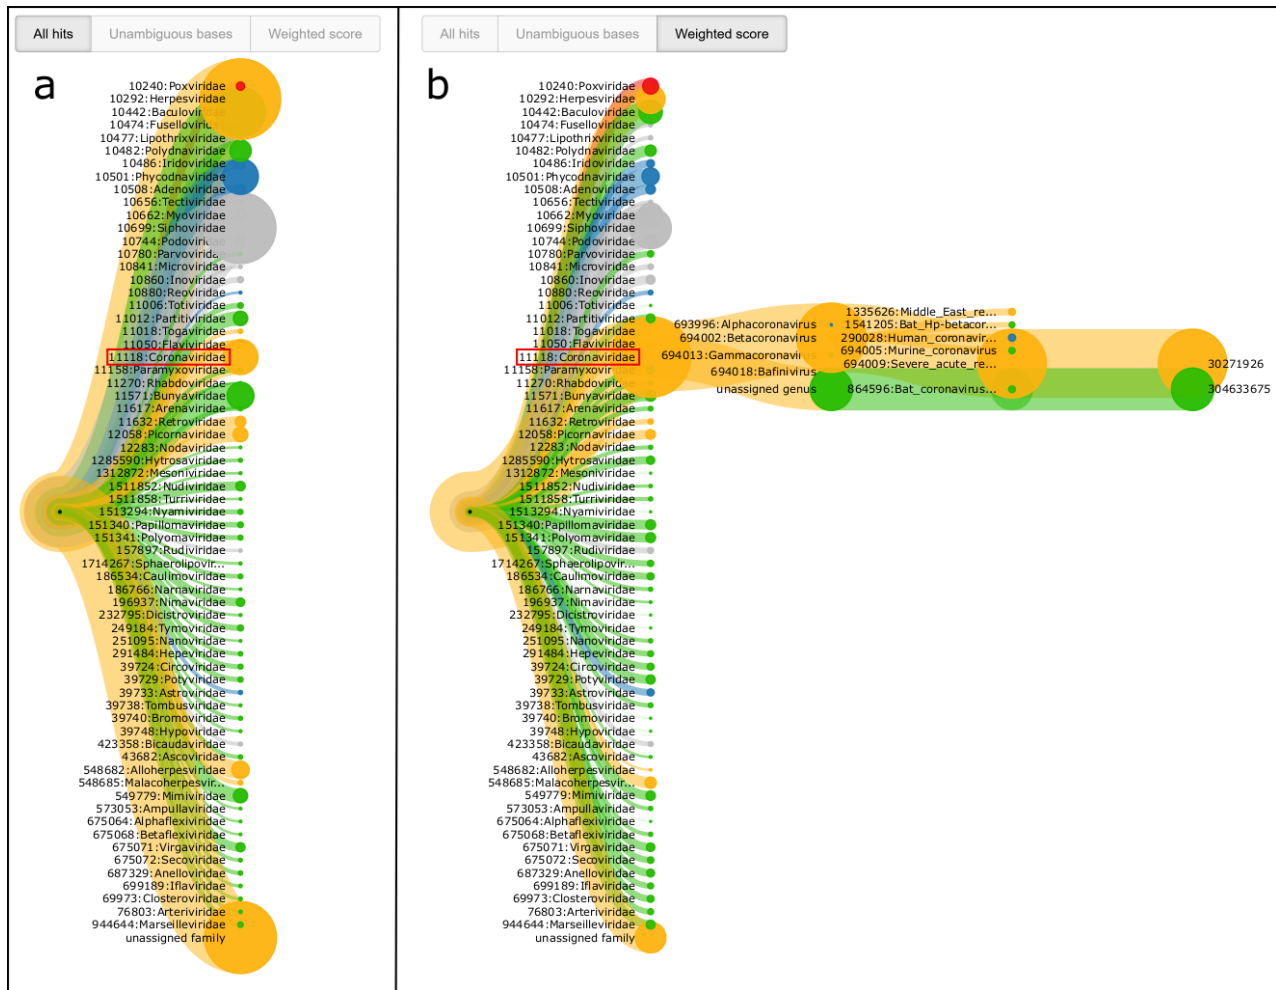 All hits
Unambiguous bases
Weighted score
a
10240:Poxviridae
10292:Herpesviridae
10442:Baculoviridae
10474:Fuselloviridae
10477:Lipothrixviridae
10482:Polydnaviridae
10486:Iridoviridae
10501:Phycodnaviridae
10508:Adenoviridae
10656:Tectiviridae
10662:Myoviridae
10699:Siphoviridae
10744:Podoviridae
10780:Parvoviridae
10841:Microviridae
10860:Inoviridae
10880:Reoviridae
11006:Totiviridae
11012:Partitiviridae
11018:Togaviridae
11050:Flaviviridae
11118:Coronaviridae
11158:Paramyxoviridae
11270:Rhabdoviridae
11571:Bunyaviridae
11617:Arenaviridae
11632:Retroviridae
12058:Picornaviridae
12283:Nodaviridae
1285590:Hytrosaviridae
1312872:Mesoniviridae
1511852:Nudiviridae
1511858:Turriviridae
1513294:Nyamiviridae
151340:Papillomaviridae
151341:Polyomaviridae
157897:Rudiviridae
1714267:Sphaerolipovir...
186534:Caulimoviridae
186766:Narnaviridae
196937:Nimaviridae
232795:Dicistroviridae
249184:Tymoviridae
251095:Nanoviridae
291484:Hepeviridae
39724:Circoviridae
39729:Potyviridae
39733:Astroviridae
39738:Tombusviridae
39740:Bromoviridae
39748:Hypoviridae
423358:Bicaudaviridae
43682:Ascoviridae
548682:Alloherpesviridae
548685:Malacoherpesvir...
549779:Mimiviridae
573053:Ampullaviridae
675064:Alphaflexiviridae
675068:Betaflexiviridae
675071:Virgaviridae
675072:Secoviridae
687329:Anelloviridae
699189:Iflaviridae
69973:Closteroviridae
76803:Arteriviridae
944644:Marseilleviridae
unassigned family
All hits
Unambiguous bases
Weighted score
b
10240:Poxviridae
10292:Herpesviridae
10442:Baculoviridae
10474:Fuselloviridae
10477:Lipothrixviridae
10482:Polydnaviridae
10486:Iridoviridae
10501:Phycodnaviridae
10508:Adenoviridae
10656:Tectiviridae
10662:Myoviridae
10699:Siphoviridae
10744:Podoviridae
10780:Parvoviridae
10841:Microviridae
10860:Inoviridae
10880:Reoviridae
11006:Totiviridae
11012:Partitiviridae
11018:Togaviridae
11050:Flaviviridae
11118:Coronaviridae
11158:Paramyxoviridae
11270:Rhabdoviridae
11571:Bunyaviridae
11617:Arenaviridae
11632:Retroviridae
12058:Picornaviridae
12283:Nodaviridae
1285590:Hytrosaviridae
1312872:Mesoniviridae
1511852:Nudiviridae
1511858:Turriviridae
1513294:Nyamiviridae
151340:Papillomaviridae
151341:Polyomaviridae
157897:Rudiviridae
1714267:Sphaerolipovir...
186534:Caulimoviridae
186766:Narnaviridae
196937:Nimaviridae
232795:Dicistroviridae
249184:Tymoviridae
251095:Nanoviridae
291484:Hepeviridae
39724:Circoviridae
39729:Potyviridae
39733:Astroviridae
39738:Tombusviridae
39740:Bromoviridae
39748:Hypoviridae
423358:Bicaudaviridae
43682:Ascoviridae
548682:Alloherpesviridae
548685:Malacoherpesvir...
549779:Mimiviridae
573053:Ampullaviridae
675064:Alphaflexiviridae
675068:Betaflexiviridae
675071:Virgaviridae
675072:Secoviridae
687329:Anelloviridae
699189:Iflaviridae
69973:Closteroviridae
76803:Arteriviridae
944644:Marseilleviridae
unassigned family
693996:Alphacoronavirus
694002:Betacoronavirus
694013:Gammacoronavirus
694018:Bafinivirus
unassigned genus
1335626:Middle_East_re...
1541205:Bat_Hp-betacor...
290028:Human_coronavir...
694005:Murine_coronavirus
694009:Severe_acute_re...
864596:Bat_coronavirus...
30271926
304633675